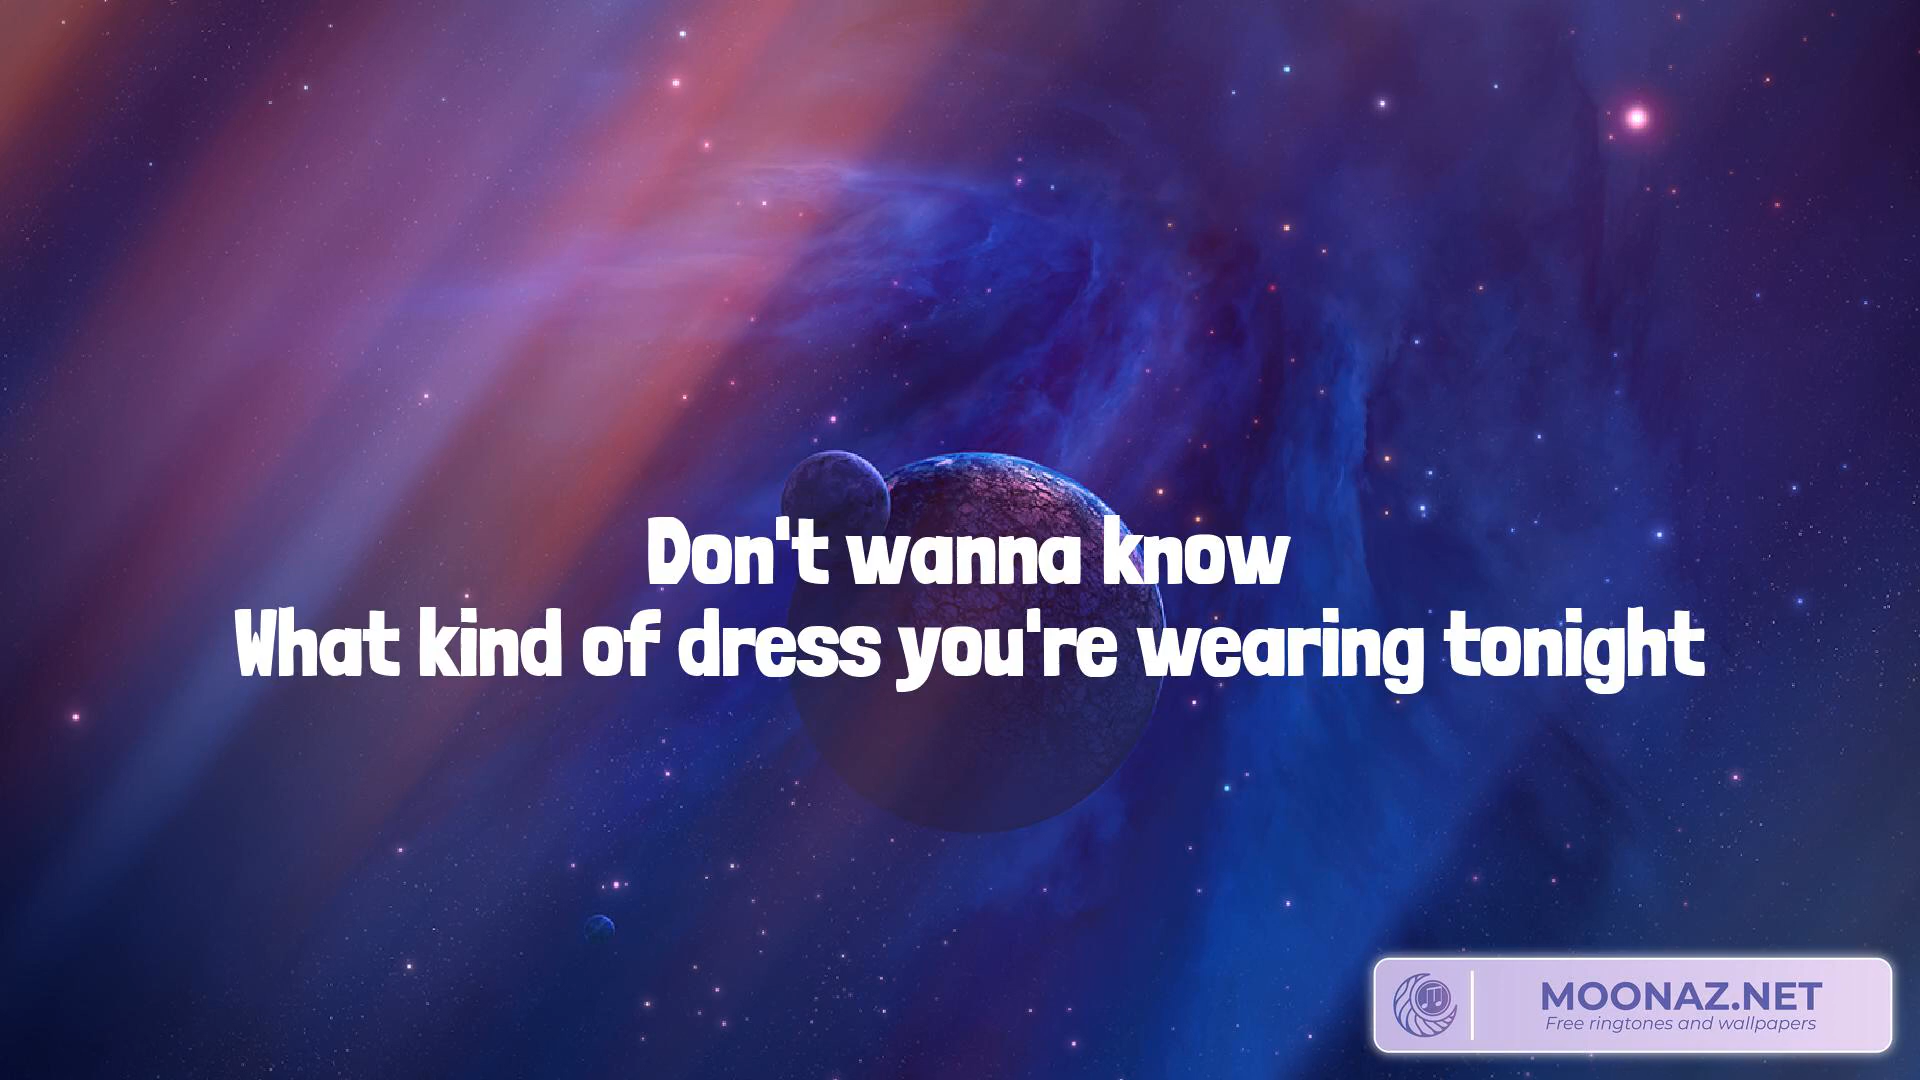 Don't wanna know
What kind of dress you're wearing tonight
MOONAZ.NET
Free ringtones and wallpapers